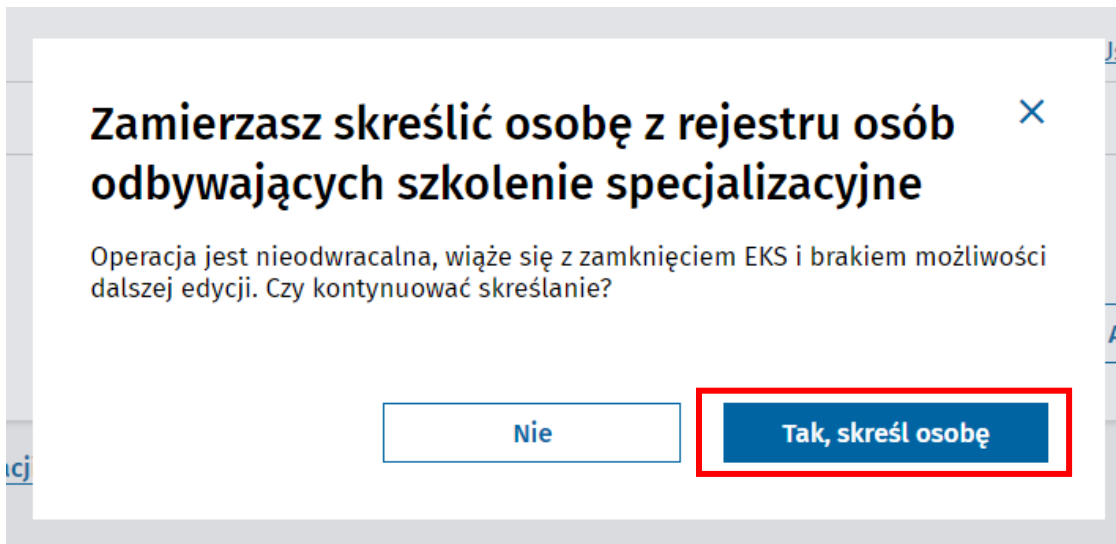 Zamierzasz skreślić osobę z rejestru osób
odbywających szkolenie specjalizacyjne
Operacja jest nieodwracalna, wiąże się z zamknięciem EKS i brakiem możliwości
dalszej edycji. Czy kontynuować skreślanie?
Nie
Tak, skreśl osobę